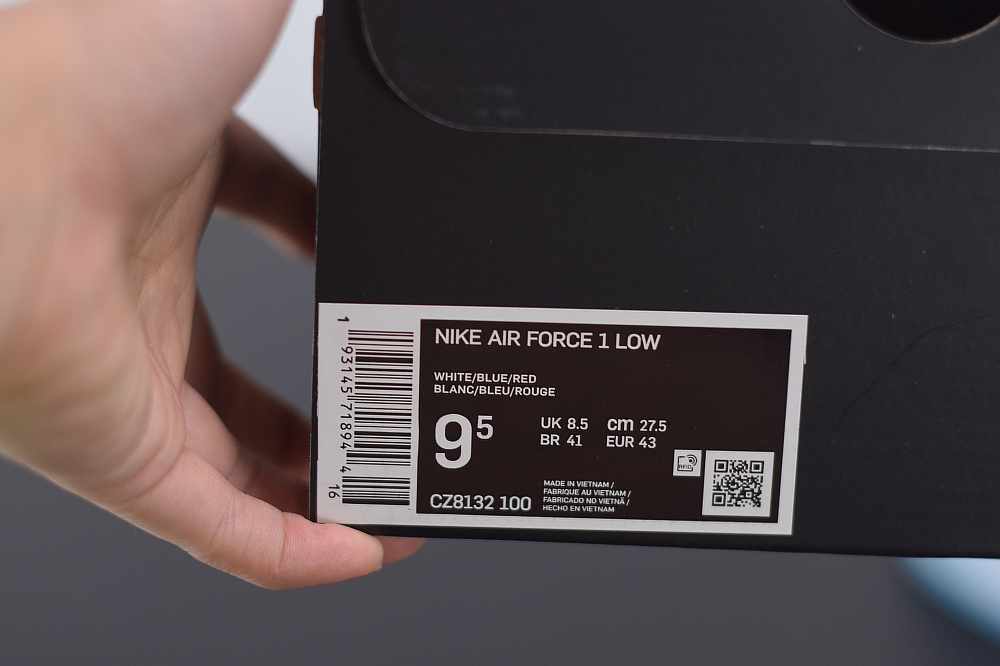 NIKE AIR FORCE 1 LOW
WHITE/BLUE/RED
BLANC/BLEU/ROUGE
9⁵
UK 8.5 cm 27.5
BR 41 EUR 43
CZ8132 100
MADE IN VIETNAM /
FABRIQUE AU VIETNAM /
FABRICADO NO VIETNÃ /
HECHO EN VIETNAM
RFID
1 93145 71894 4 16